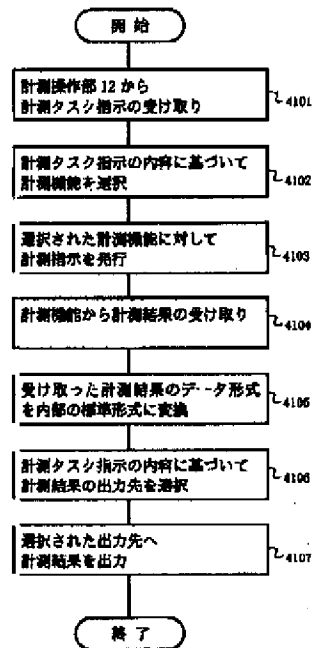 開始
計測操作部12から
計測タスク指示の受け取り
4101
計測タスク指示の内容に基づいて
計測機能を選択
4102
選択された計測機能に対して
計測指示を発行
4103
計測機能から計測結果の受け取り
4104
受け取った計測結果のデータ形式
を内部の標準形式に変換
4105
計測タスク指示の内容に基づいて
計測結果の出力先を選択
4106
選択された出力先へ
計測結果を出力
4107
終了